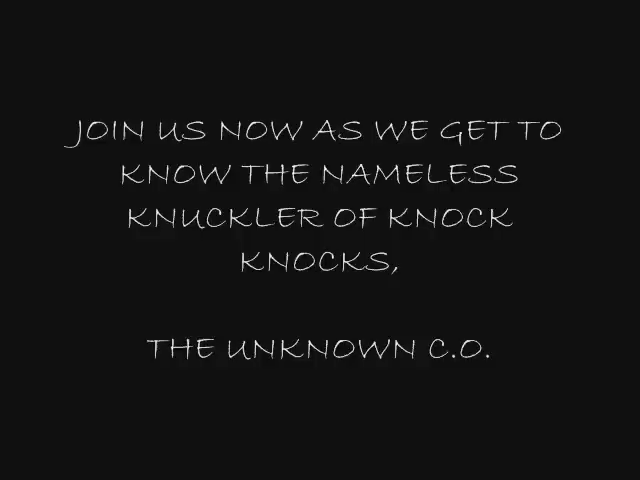 JOIN US NOW AS WE GET TO
KNOW THE NAMELESS
KNUCKLER OF KNOCK
KNOCKS,
THE UNKNOWN C.O.